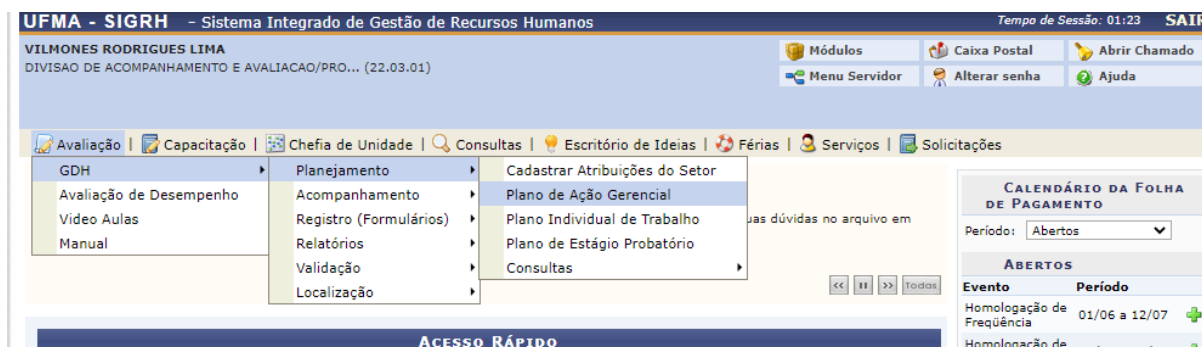 UFMA - SIGRH - Sistema Integrado de Gestão de Recursos Humanos
Tempo de Sessão: 01:23 SAIR
VILMONES RODRIGUES LIMA
DIVISAO DE ACOMPANHAMENTO E AVALIACAO/PRO... (22.03.01)
Módulos
Caixa Postal
Abrir Chamado
Menu Servidor
Alterar senha
Ajuda
Avaliação | Capacitação | Chefia de Unidade | Consultas | Escritório de Ideias | Férias | Serviços | Solicitações
GDH
Avaliação de Desempenho
Video Aulas
Manual
Planejamento
Acompanhamento
Registro (Formulários)
Relatórios
Validação
Localização
Cadastrar Atribuições do Setor
Plano de Ação Gerencial
Plano Individual de Trabalho
Plano de Estágio Probatório
Consultas
uas dúvidas no arquivo em
<< II >> Todas
ACESSO RÁPIDO
CALENDÁRIO DA FOLHA
DE PAGAMENTO
Período: Abertos
ABERTOS
Evento Período
Homologação de
Freqüência 01/06 a 12/07
Homologação de